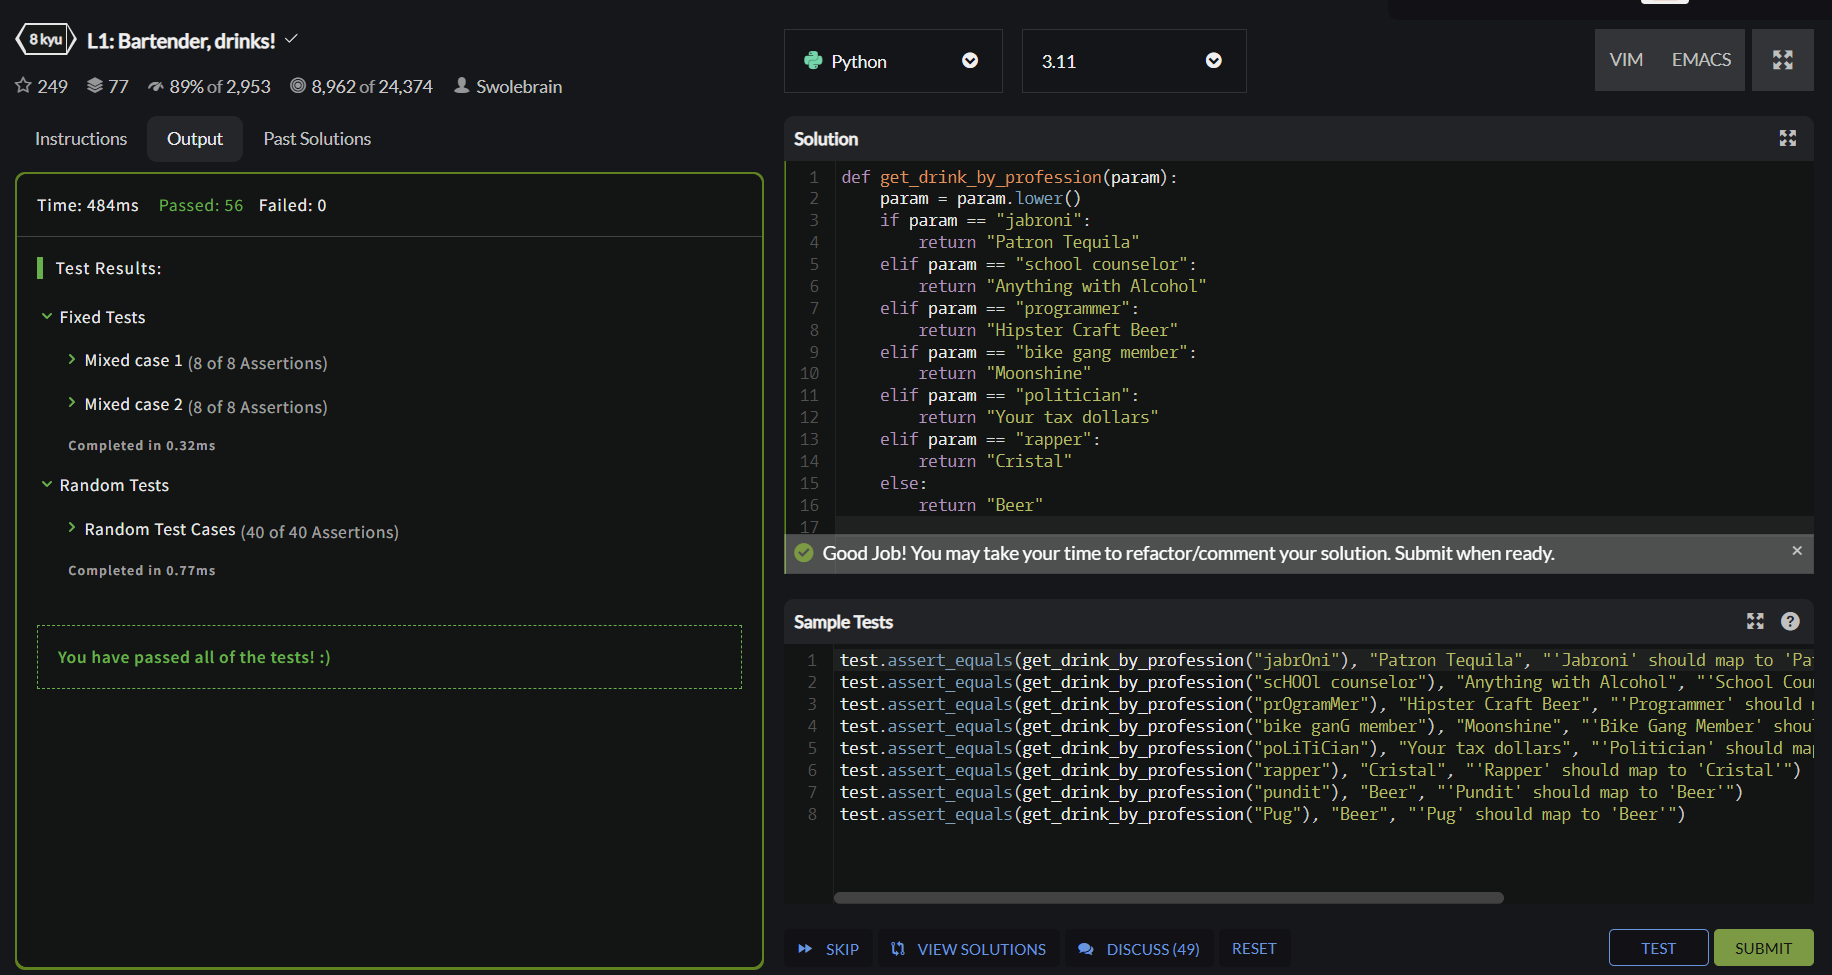 8 kyu L1: Bartender, drinks!
249 77 89% of 2,953 8,962 of 24,374 Swolebrain
Instructions Output Past Solutions
Time: 484ms Passed: 56 Failed: 0
Test Results:
Fixed Tests
Mixed case 1 (8 of 8 Assertions)
Mixed case 2 (8 of 8 Assertions)
Completed in 0.32ms
Random Tests
Random Test Cases (40 of 40 Assertions)
Completed in 0.77ms
You have passed all of the tests! :)
Python 3.11 VIM EMACS
Solution
1 def get_drink_by_profession(param):
2 param = param.lower()
3 if param == "jabroni":
4 return "Patron Tequila"
5 elif param == "school counselor":
6 return "Anything with Alcohol"
7 elif param == "programmer":
8 return "Hipster Craft Beer"
9 elif param == "bike gang member":
10 return "Moonshine"
11 elif param == "politician":
12 return "Your tax dollars"
13 elif param == "rapper":
14 return "Cristal"
15 else:
16 return "Beer"
17
Good Job! You may take your time to refactor/comment your solution. Submit when ready.
Sample Tests
1 test.assert_equals(get_drink_by_profession("jabrOni"), "Patron Tequila", "'Jabroni' should map to 'Pat
2 test.assert_equals(get_drink_by_profession("scHOOl counselor"), "Anything with Alcohol", "'School Coun
3 test.assert_equals(get_drink_by_profession("prOgramMer"), "Hipster Craft Beer", "'Programmer' should
4 test.assert_equals(get_drink_by_profession("bike ganG member"), "Moonshine", "'Bike Gang Member' shoul
5 test.assert_equals(get_drink_by_profession("poLiTiCian"), "Your tax dollars", "'Politician' should map
6 test.assert_equals(get_drink_by_profession("rapper"), "Cristal", "'Rapper' should map to 'Cristal'")
7 test.assert_equals(get_drink_by_profession("pundit"), "Beer", "'Pundit' should map to 'Beer'")
8 test.assert_equals(get_drink_by_profession("Pug"), "Beer", "'Pug' should map to 'Beer'")
SKIP VIEW SOLUTIONS DISCUSS (49) RESET TEST SUBMIT